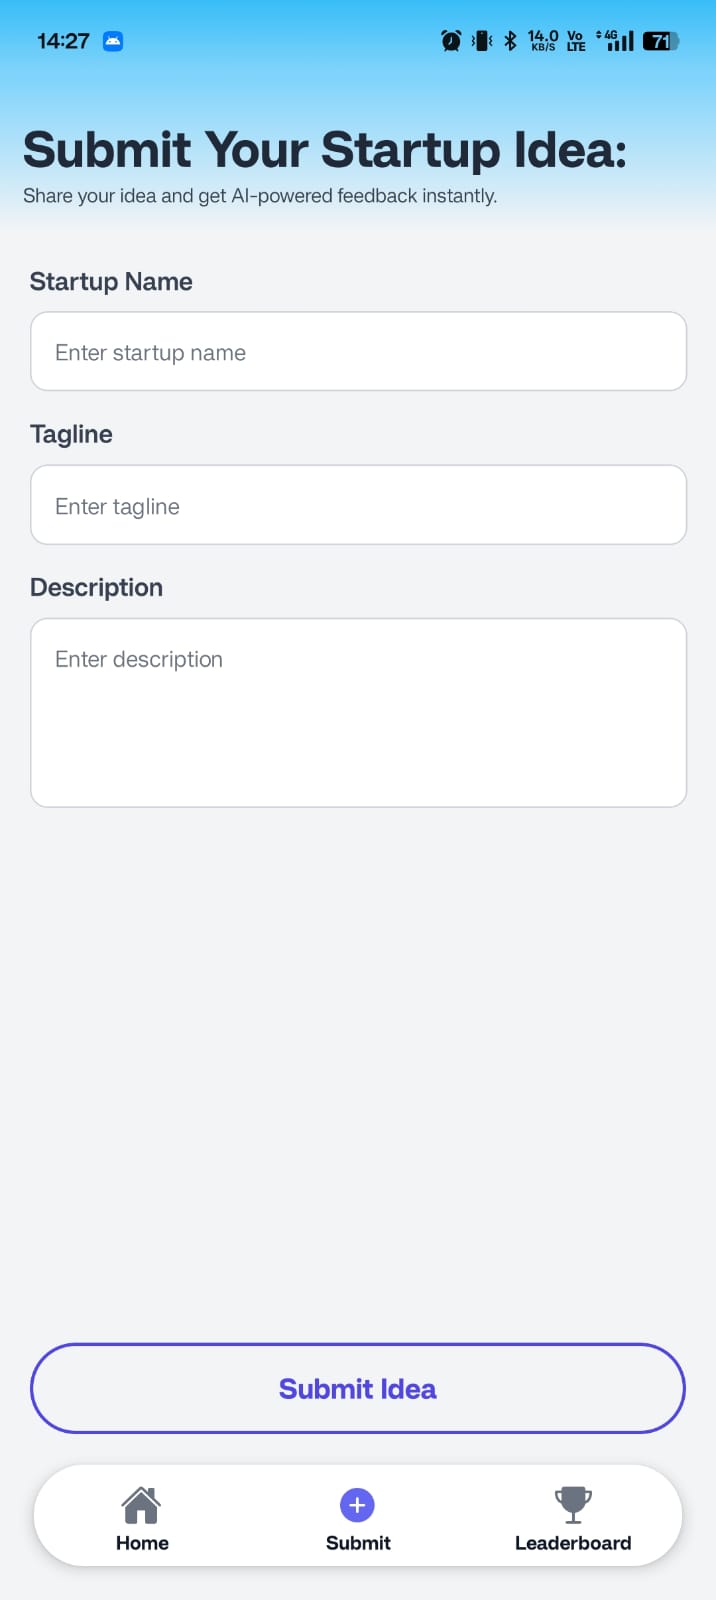 14:27
14.0 KB/S Vo LTE 4G 71
Submit Your Startup Idea:
Share your idea and get AI-powered feedback instantly.
Startup Name
Enter startup name
Tagline
Enter tagline
Description
Enter description
Submit Idea
Home Submit Leaderboard